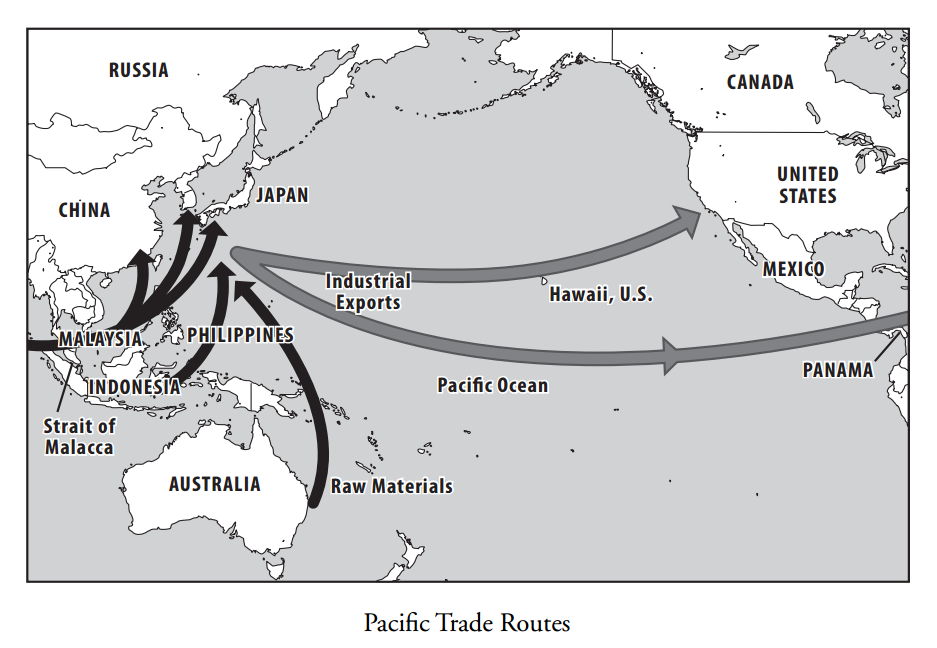 RUSSIA
CANADA
UNITED
STATES
JAPAN
CHINA
MEXICO
Industrial
Exports
Hawaii, U.S.
MALAYSIA
PHILIPPINES
PANAMA
INDONESIA
Pacific Ocean
Strait of
Malacca
AUSTRALIA
Raw Materials
Pacific Trade Routes